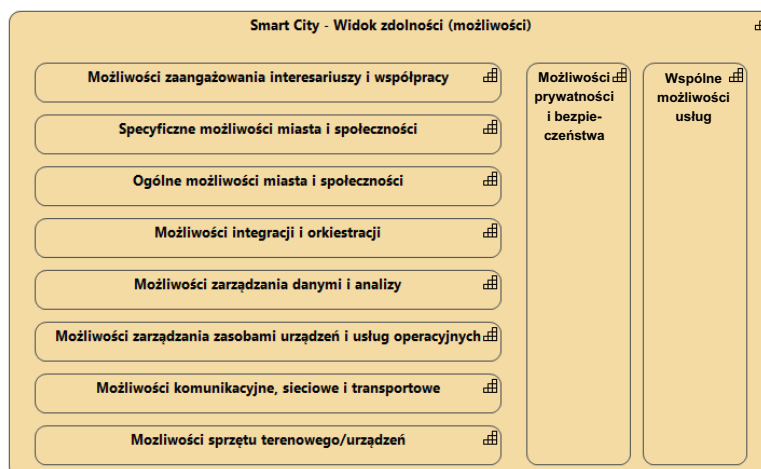 Smart City - Widok zdolności (możliwości)
Możliwości zaangażowania interesariuszy i współpracy
Specyficzne możliwości miasta i społeczności
Ogólne możliwości miasta i społeczności
Możliwości integracji i orkiestracji
Możliwości zarządzania danymi i analizy
Możliwości zarządzania zasobami urządzeń i usług operacyjnych
Możliwości komunikacyjne, sieciowe i transportowe
Mozliwości sprzętu terenowego/urządzeń
Możliwości
prywatności
i bezpie-
czeństwa
Wspólne
możliwości
usług